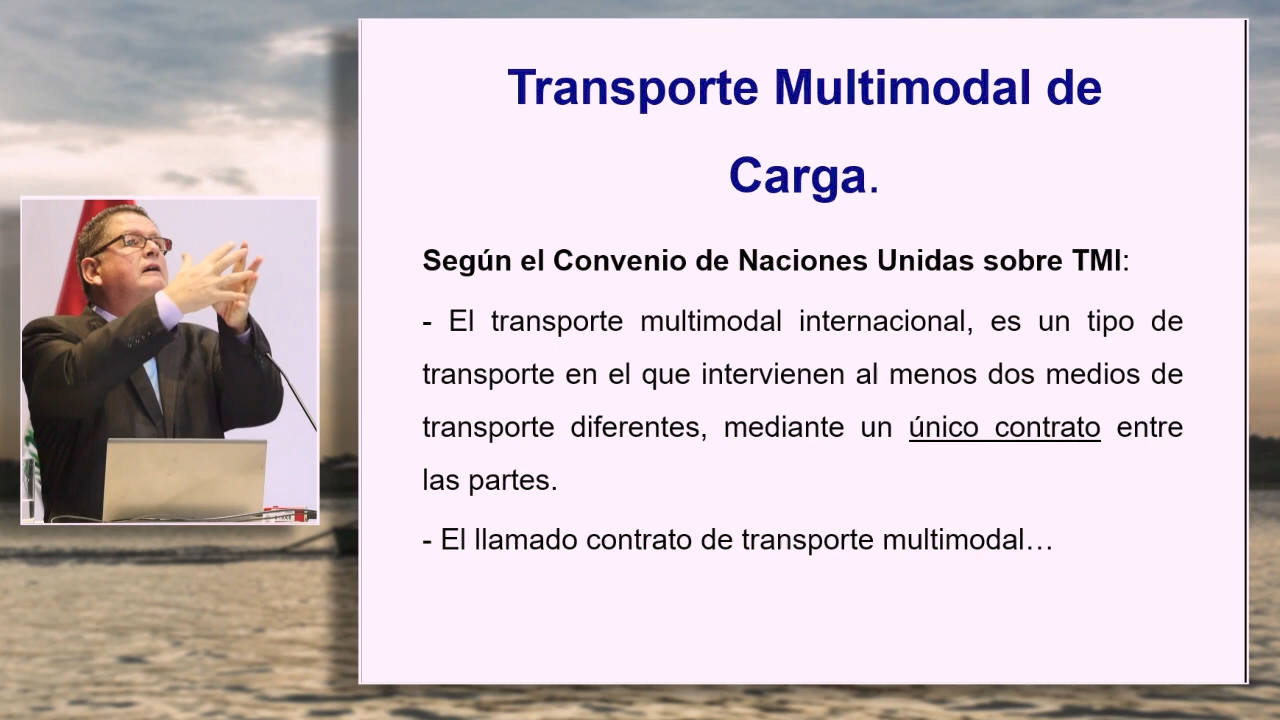 Transporte Multimodal de
Carga.
Según el Convenio de Naciones Unidas sobre TMI:
- El transporte multimodal internacional, es un tipo de
transporte en el que intervienen al menos dos medios de
transporte diferentes, mediante un único contrato entre
las partes.
- El llamado contrato de transporte multimodal…